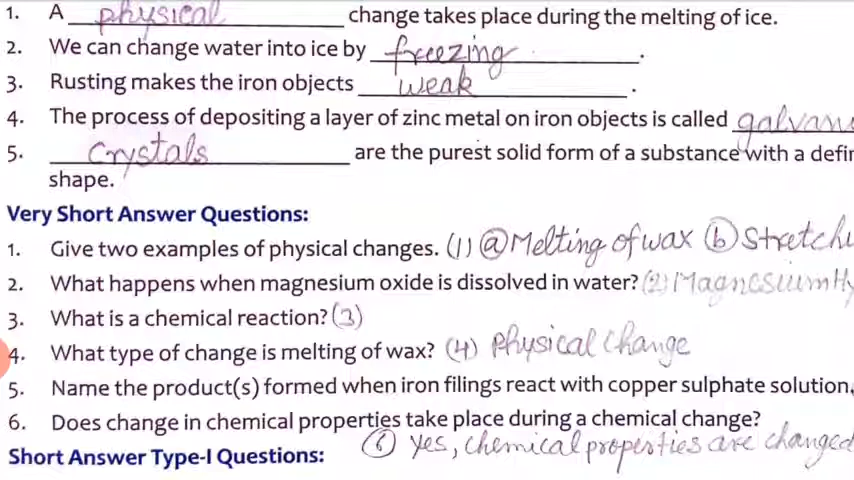 1. A physical change takes place during the melting of ice.
2. We can change water into ice by freezing.
3. Rusting makes the iron objects weak.
4. The process of depositing a layer of zinc metal on iron objects is called
5. Crystals are the purest solid form of a substance with a
shape.
Very Short Answer Questions:
1. Give two examples of physical changes. (1) (a) Melting of wax (b)
2. What happens when magnesium oxide is dissolved in water? (2) Magnesium
3. What is a chemical reaction? (3)
4. What type of change is melting of wax? (4) Physical change
5. Name the product(s) formed when iron filings react with copper sulphate solution.
6. Does change in chemical properties take place during a chemical change?
(6) Yes, chemical properties are changed
Short Answer Type-I Questions: